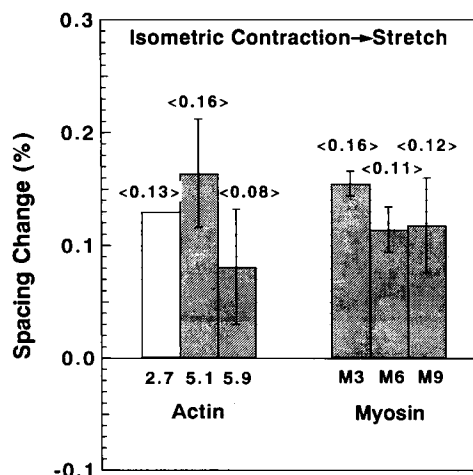 Isometric Contraction→Stretch
Spacing Change (%)
0.3
0.2
0.1
0.0
-0.1
<0.13>
<0.16>
<0.08>
<0.16>
<0.11>
<0.12>
2.7 5.1 5.9
M3 M6 M9
Actin
Myosin